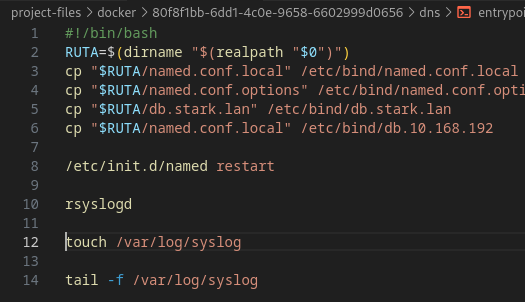 project-files > docker > 80f8f1bb-6dd1-4c0e-9658-6602999d0656 > dns > entrypoi
1 #!/bin/bash
2 RUTA=$(dirname "$(realpath "$0")")
3 cp "$RUTA/named.conf.local" /etc/bind/named.conf.local
4 cp "$RUTA/named.conf.options" /etc/bind/named.conf.opti
5 cp "$RUTA/db.stark.lan" /etc/bind/db.stark.lan
6 cp "$RUTA/named.conf.local" /etc/bind/db.10.168.192
7
8 /etc/init.d/named restart
9
10 rsyslogd
11
12 touch /var/log/syslog
13
14 tail -f /var/log/syslog